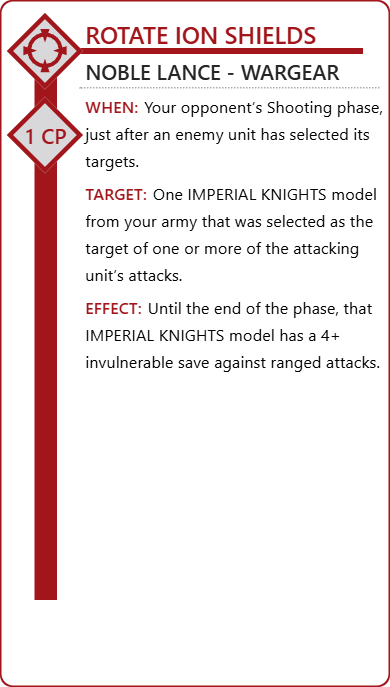 ROTATE ION SHIELDS
NOBLE LANCE - WARGEAR
1 CP
WHEN: Your opponent's Shooting phase,
just after an enemy unit has selected its
targets.
TARGET: One IMPERIAL KNIGHTS model
from your army that was selected as the
target of one or more of the attacking
unit's attacks.
EFFECT: Until the end of the phase, that
IMPERIAL KNIGHTS model has a 4+
invulnerable save against ranged attacks.